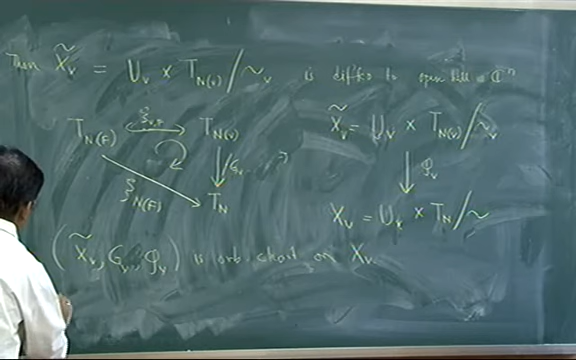 Then X̃_v = U_v × T_N(v) / ~_v is diffeo to open ball in ℂⁿ
T_N(F) → T_N(v)
X̃_v = U_v × T_N(v) / ~_v
ξ_N(F)
T_N
φ_v
X_v = U_v × T_N / ~
(X̃_v, G_v, φ_v) is orb. chart on X_v